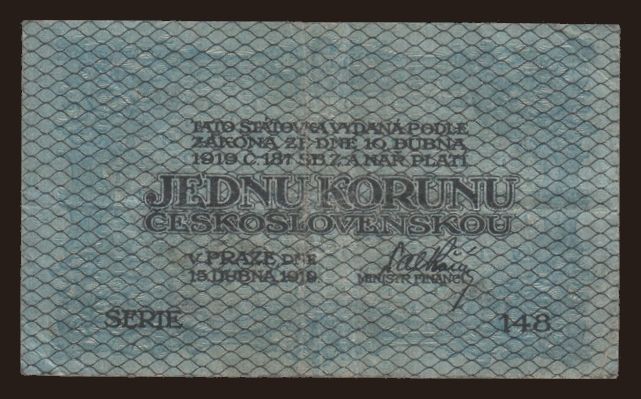 TATO STÁTOVKA VYDANÁ PODLE
ZÁKONA ZE DNE 10. DUBNA
1919 Č. 187 SB. Z. A NAŘ. PLATÍ
JEDNU KORUNU
ČESKOSLOVENSKOU
V PRAZE DNE
15. DUBNA 1919.
MINISTR FINANCÍ
SERIE 148